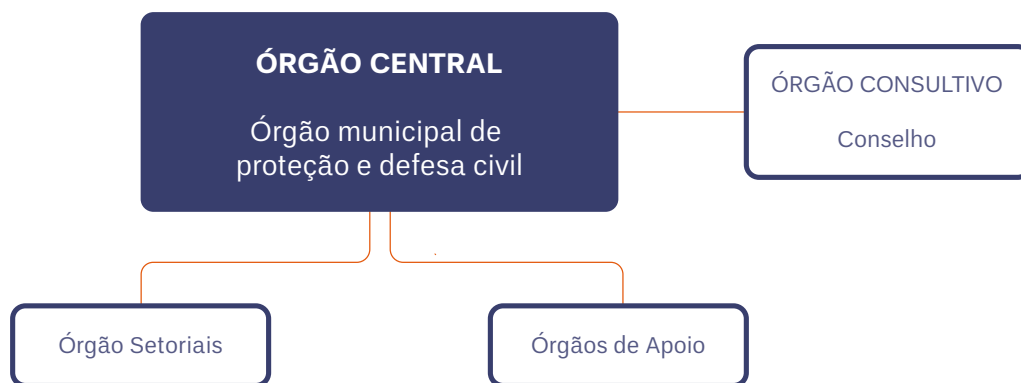 ÓRGÃO CENTRAL
Órgão municipal de
proteção e defesa civil
ÓRGÃO CONSULTIVO
Conselho
Órgão Setoriais
Órgãos de Apoio